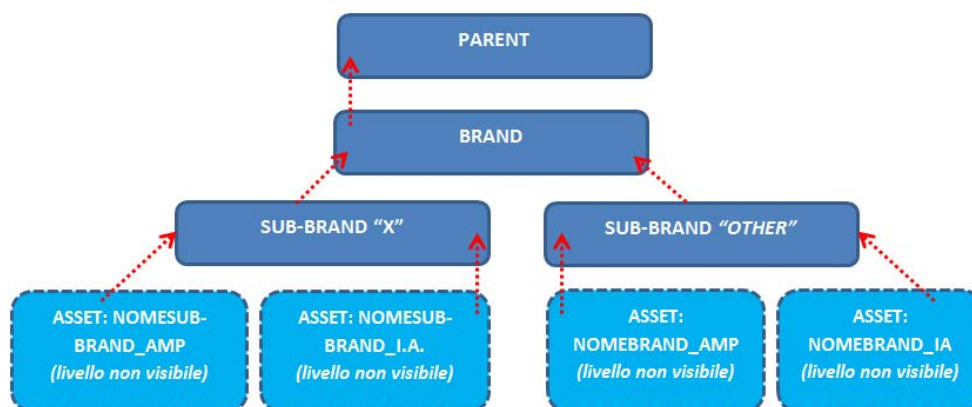 PARENT
BRAND
SUB-BRAND “X”
SUB-BRAND “OTHER”
ASSET: NOMESUB-
BRAND_AMP
(livello non visibile)
ASSET: NOMESUB-
BRAND_I.A.
(livello non visibile)
ASSET:
NOMEBRAND_AMP
(livello non visibile)
ASSET:
NOMEBRAND_IA
(livello non visibile)